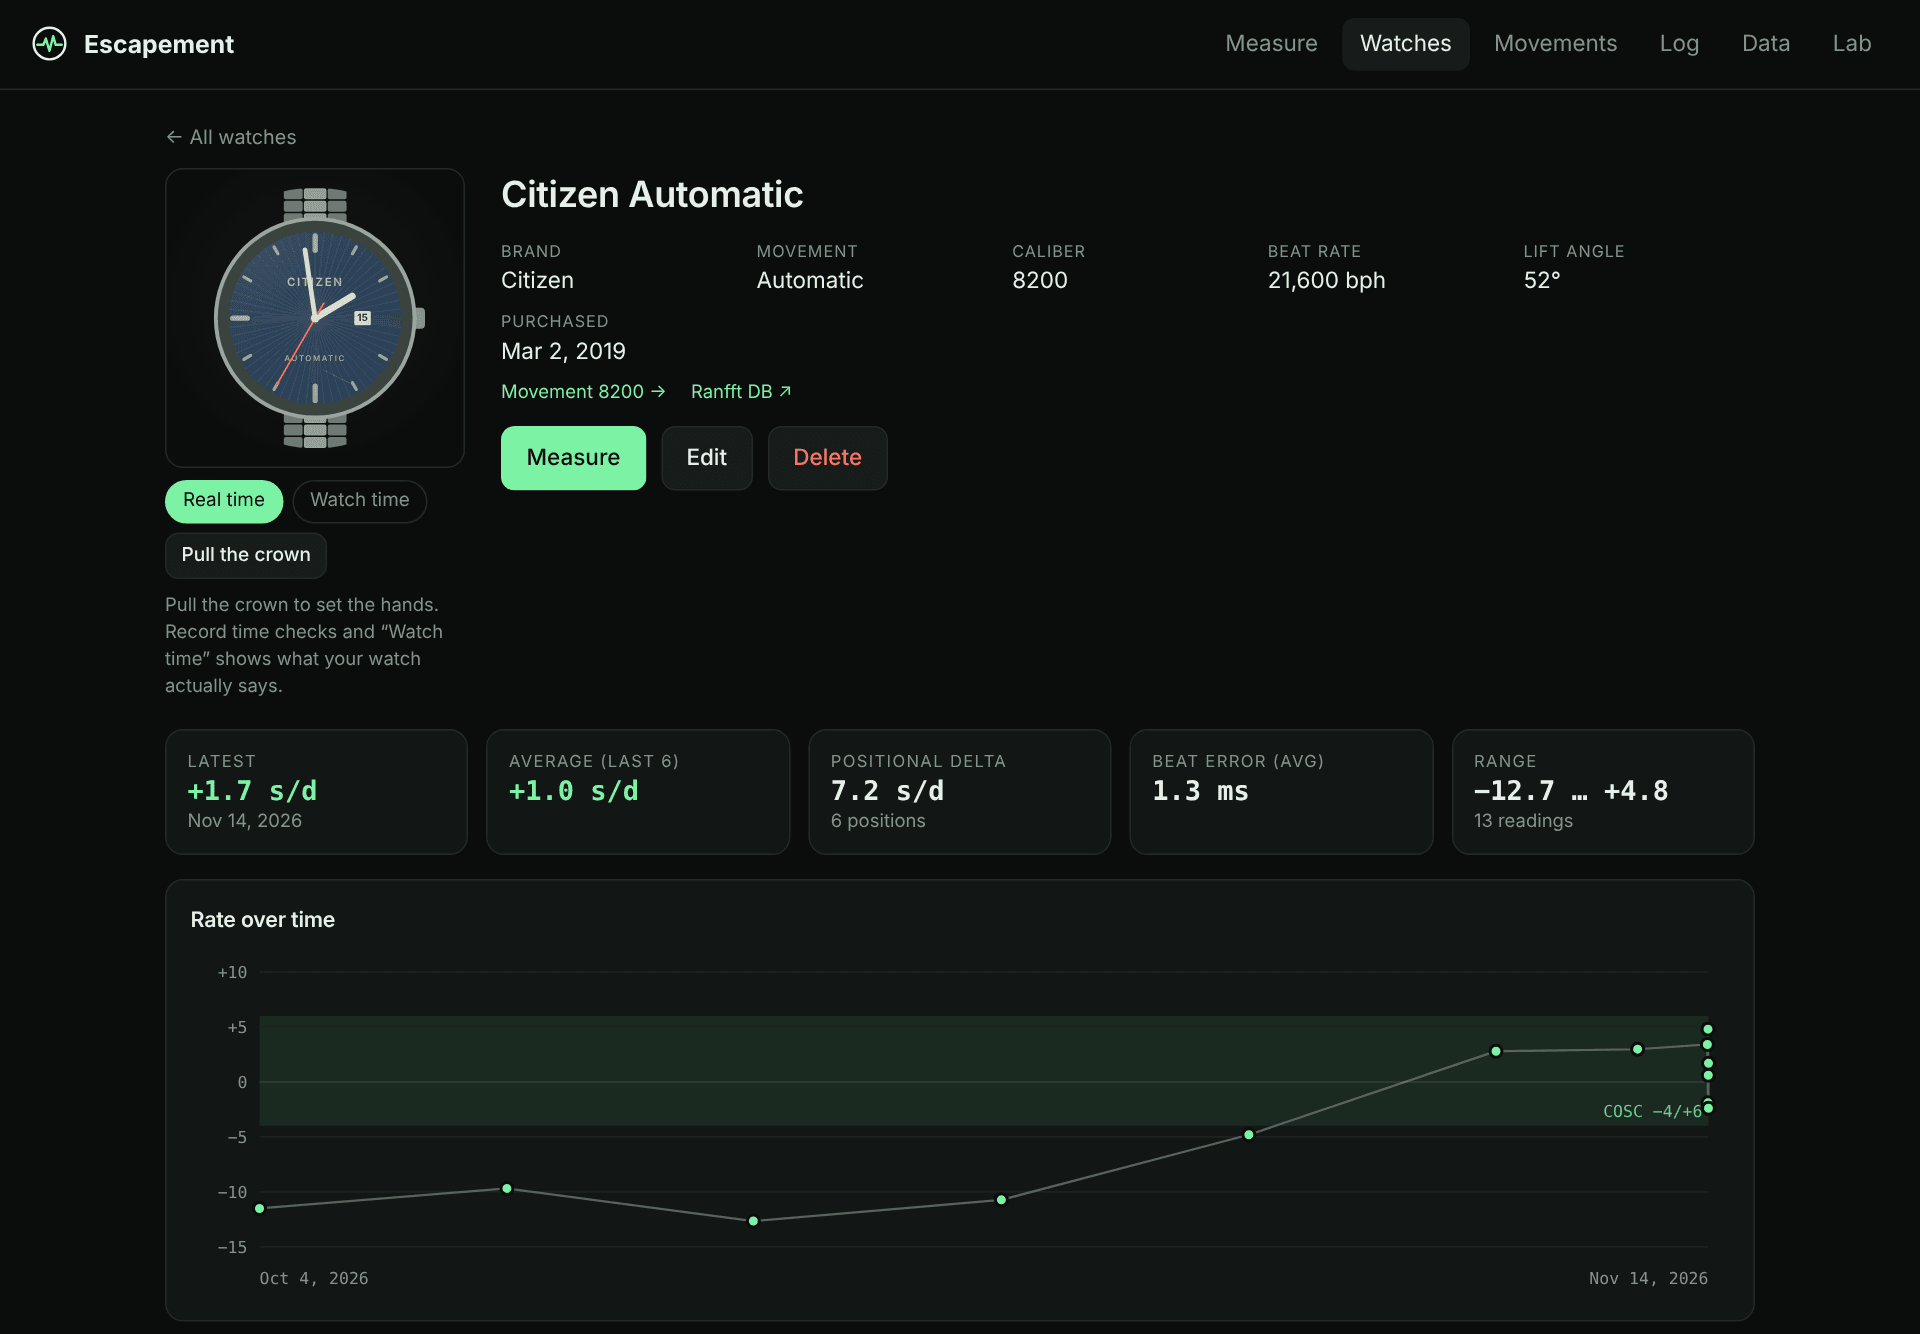 Escapement
Measure
Watches
Movements
Log
Data
Lab
← All watches
CITIZEN
15
AUTOMATIC
Citizen Automatic
BRAND
Citizen
MOVEMENT
Automatic
CALIBER
8200
BEAT RATE
21,600 bph
LIFT ANGLE
52°
PURCHASED
Mar 2, 2019
Movement 8200 →
Ranfft DB ↗
Measure
Edit
Delete
Real time
Watch time
Pull the crown
Pull the crown to set the hands.
Record time checks and “Watch
time” shows what your watch
actually says.
LATEST
+1.7 s/d
Nov 14, 2026
AVERAGE (LAST 6)
+1.0 s/d
POSITIONAL DELTA
7.2 s/d
6 positions
BEAT ERROR (AVG)
1.3 ms
RANGE
−12.7 … +4.8
13 readings
Rate over time
+10
+5
0
−5
−10
−15
COSC −4/+6
Oct 4, 2026
Nov 14, 2026